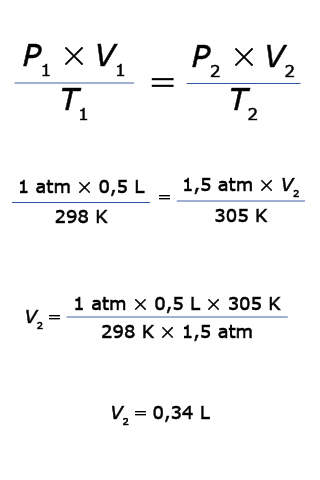 P₁ × V₁ / T₁ = P₂ × V₂ / T₂
1 atm × 0,5 L / 298 K = 1,5 atm × V₂ / 305 K
V₂ = 1 atm × 0,5 L × 305 K / 298 K × 1,5 atm
V₂ = 0,34 L